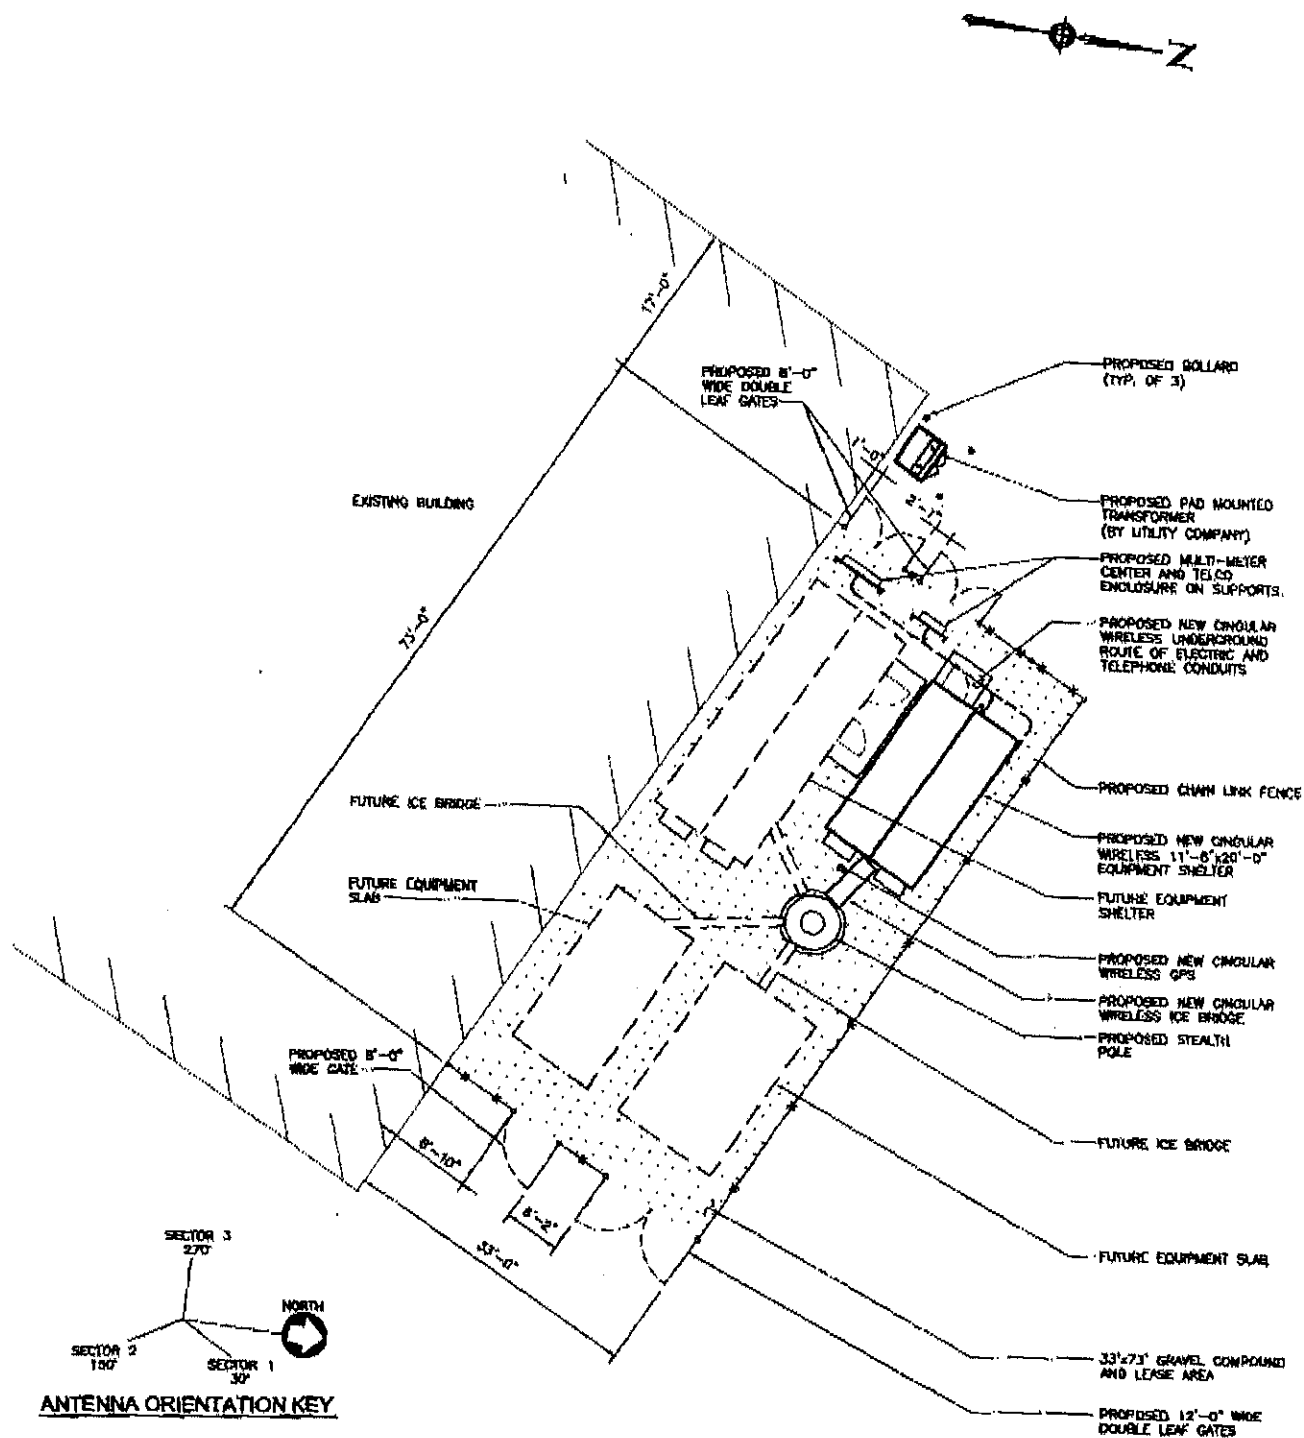 N
17'-0"
PROPOSED 8'-0"
WIDE DOUBLE
LEAF GATES
PROPOSED BOLLARD
(TYP. OF 3)
1'-0"
EXISTING BUILDING
2'-1"
PROPOSED PAD MOUNTED
TRANSFORMER
(BY UTILITY COMPANY)
PROPOSED MULTI-METER
CENTER AND TELCO
ENCLOSURE ON SUPPORTS.
73'-0"
PROPOSED NEW CINGULAR
WIRELESS UNDERGROUND
ROUTE OF ELECTRIC AND
TELEPHONE CONDUITS
PROPOSED CHAIN LINK FENCE
FUTURE ICE BRIDGE
PROPOSED NEW CINGULAR
WIRELESS 11'-6"x20'-0"
EQUIPMENT SHELTER
FUTURE EQUIPMENT
SLAB
FUTURE EQUIPMENT
SHELTER
PROPOSED NEW CINGULAR
WIRELESS GPS
PROPOSED NEW CINGULAR
WIRELESS ICE BRIDGE
PROPOSED STEALTH
POLE
PROPOSED 8'-0"
WIDE GATE
FUTURE ICE BRIDGE
8'-10"
6'-2"
33'-0"
FUTURE EQUIPMENT SLAB
SECTOR 3
270°
NORTH
SECTOR 2
150°
SECTOR 1
30°
ANTENNA ORIENTATION KEY
33'x73' GRAVEL COMPOUND
AND LEASE AREA
PROPOSED 12'-0" WIDE
DOUBLE LEAF GATES